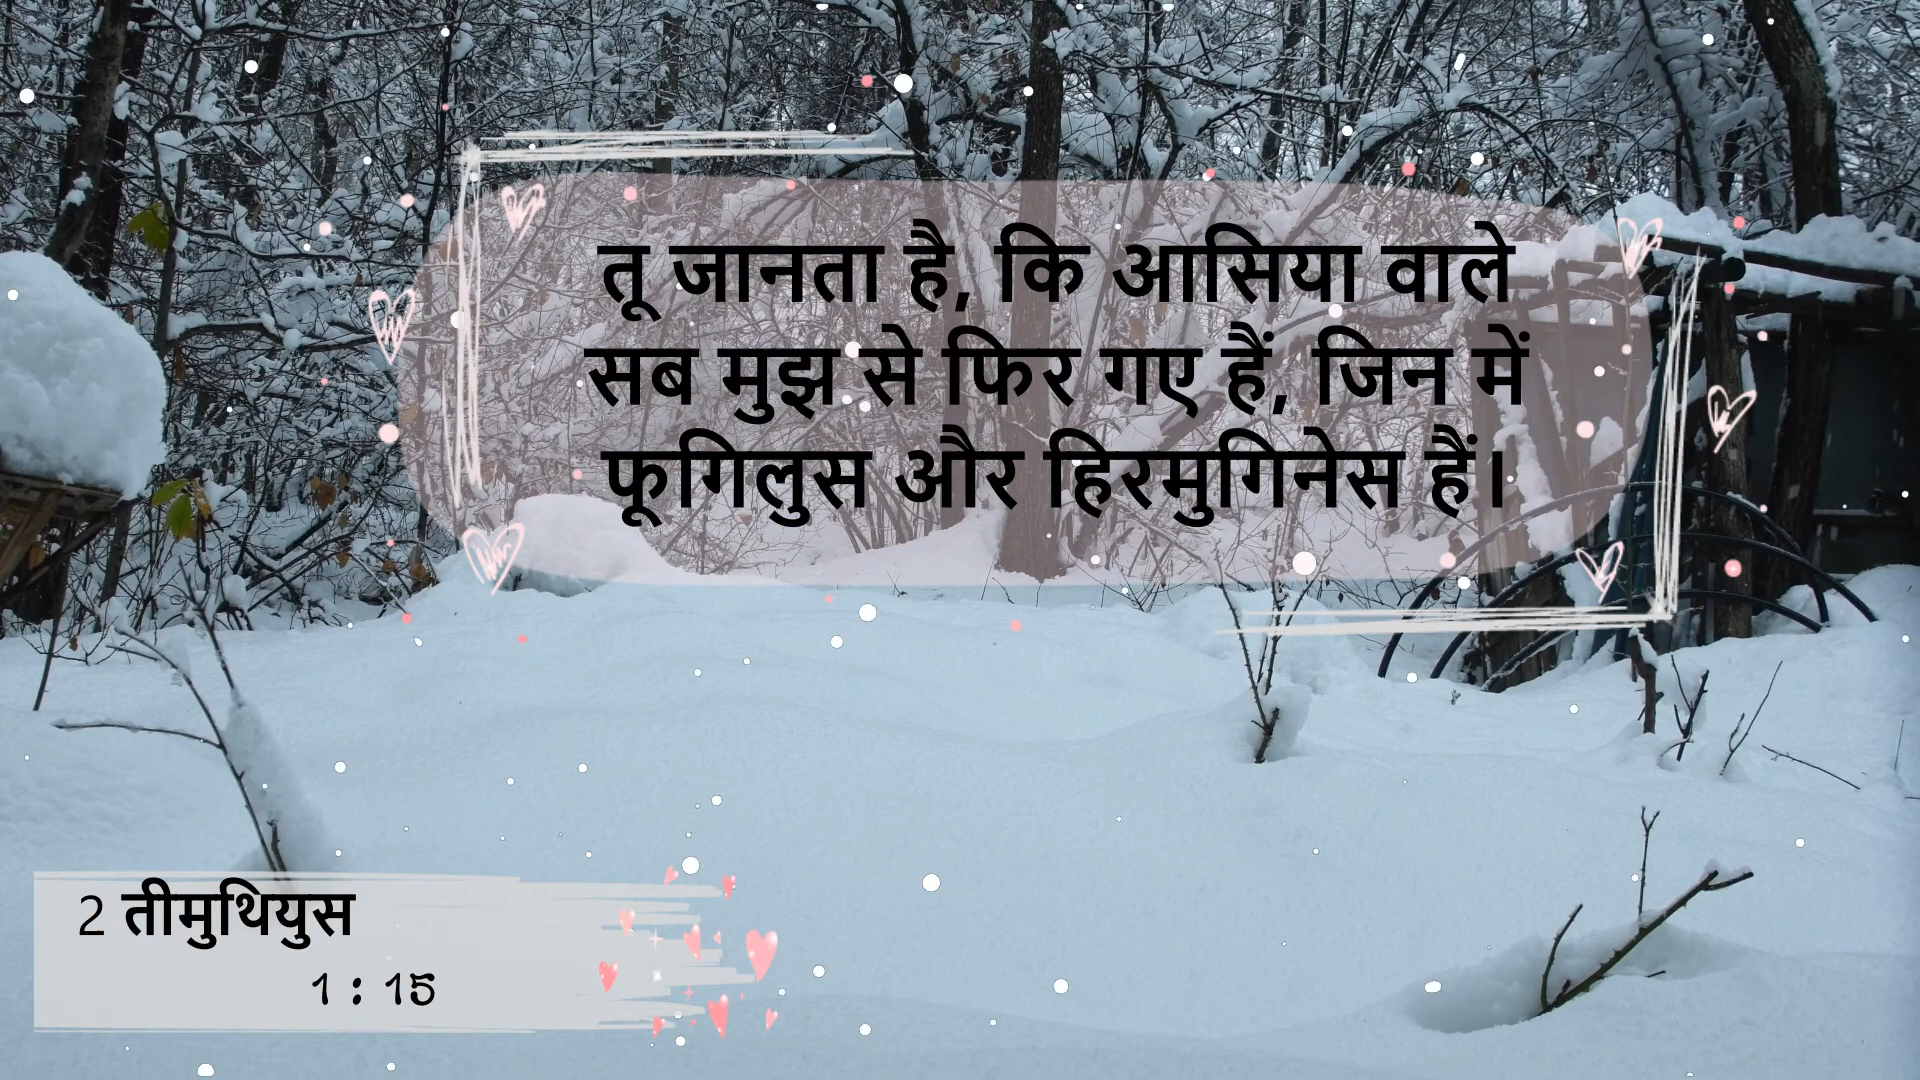 तू जानता है, कि आसिया वाले
सब मुझ से फिर गए हैं, जिन में
फूगिलुस और हिरमुगिनेस हैं।
2 तीमुथियुस
1 : 15